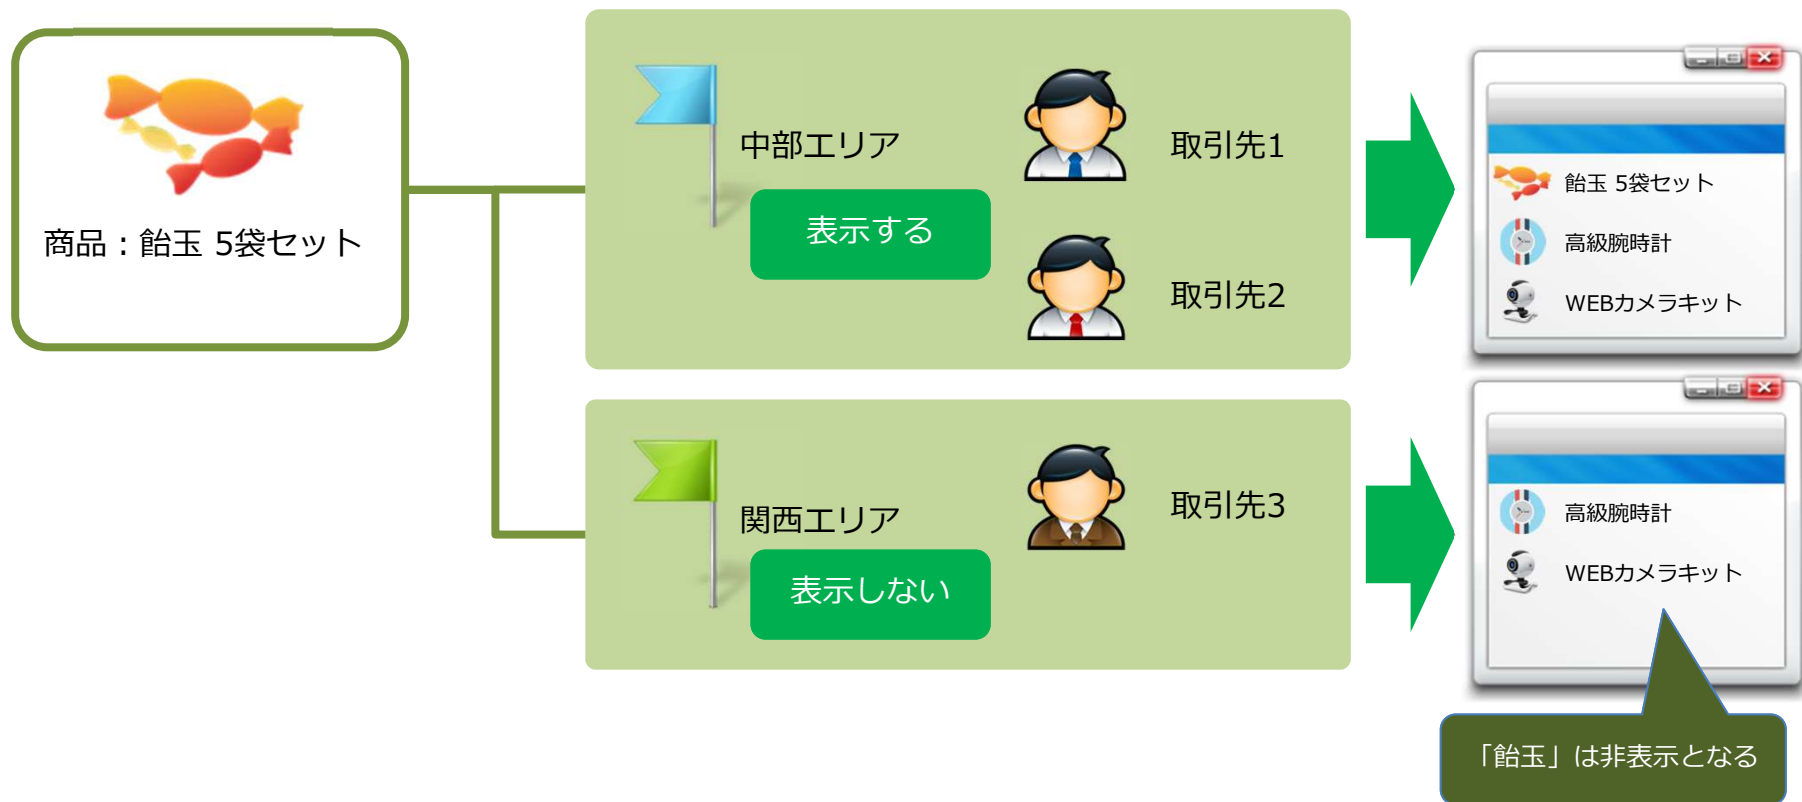 商品：飴玉 5袋セット
中部エリア
表示する
取引先1
取引先2
飴玉 5袋セット
高級腕時計
WEBカメラキット
関西エリア
表示しない
取引先3
高級腕時計
WEBカメラキット
「飴玉」は非表示となる